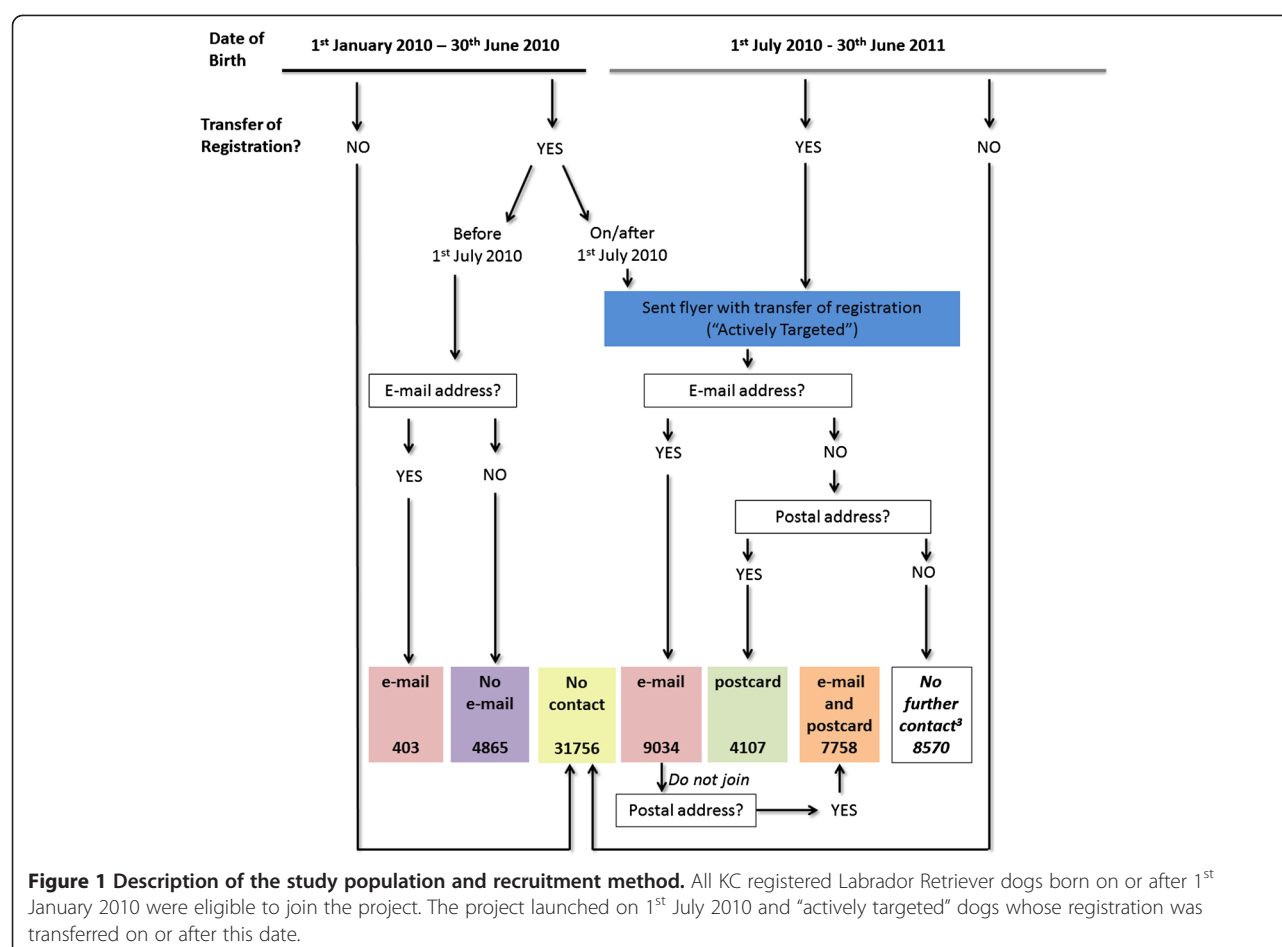 Date of Birth
1st January 2010 – 30th June 2010
1st July 2010 - 30th June 2011
Transfer of Registration?
NO
YES
YES
NO
Before
1st July 2010
On/after
1st July 2010
Sent flyer with transfer of registration
(“Actively Targeted”)
E-mail address?
E-mail address?
YES
NO
YES
NO
Postal address?
YES
NO
e-mail
403
No
e-mail
4865
No
contact
31756
e-mail
9034
postcard
4107
e-mail
and
postcard
7758
No
further
contact³
8570
Do not join
Postal address?
YES
Figure 1 Description of the study population and recruitment method. All KC registered Labrador Retriever dogs born on or after 1st
January 2010 were eligible to join the project. The project launched on 1st July 2010 and “actively targeted” dogs whose registration was
transferred on or after this date.